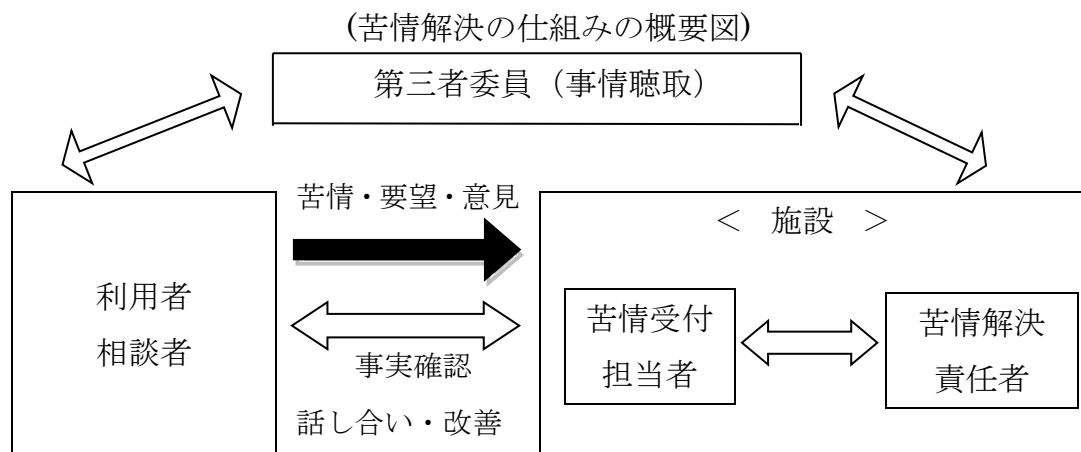 (苦情解決の仕組みの概要図)
第三者委員（事情聴取）
苦情・要望・意見
＜　施設　＞
利用者
相談者
事実確認
話し合い・改善
苦情受付
担当者
苦情解決
責任者